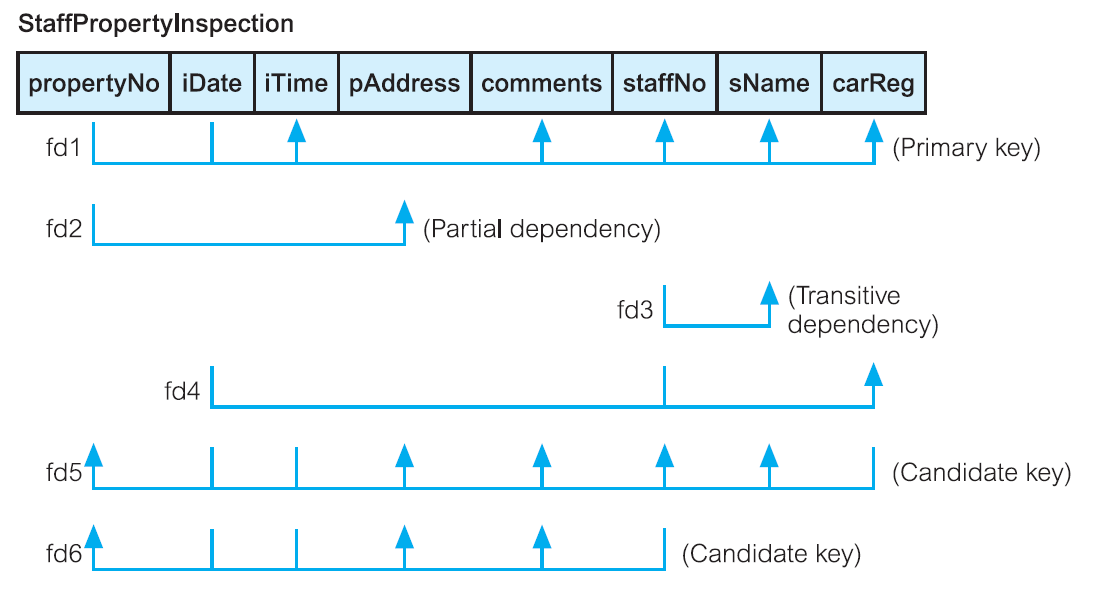 StaffPropertyInspection
propertyNo iDate iTime pAddress comments staffNo sName carReg
fd1 (Primary key)
fd2 (Partial dependency)
fd3 (Transitive
dependency)
fd4
fd5 (Candidate key)
fd6 (Candidate key)